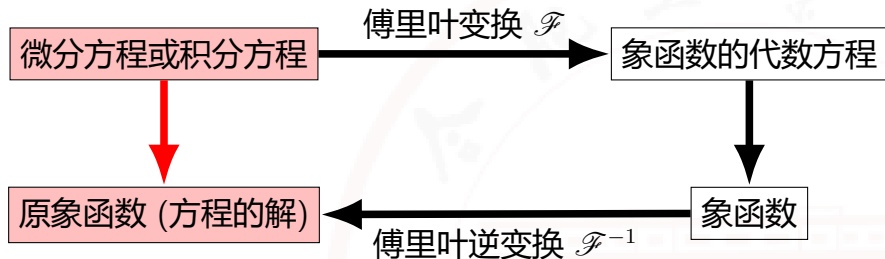 傅里叶变换 ℱ
微分方程或积分方程
象函数的代数方程
原象函数 (方程的解)
象函数
傅里叶逆变换 ℱ⁻¹